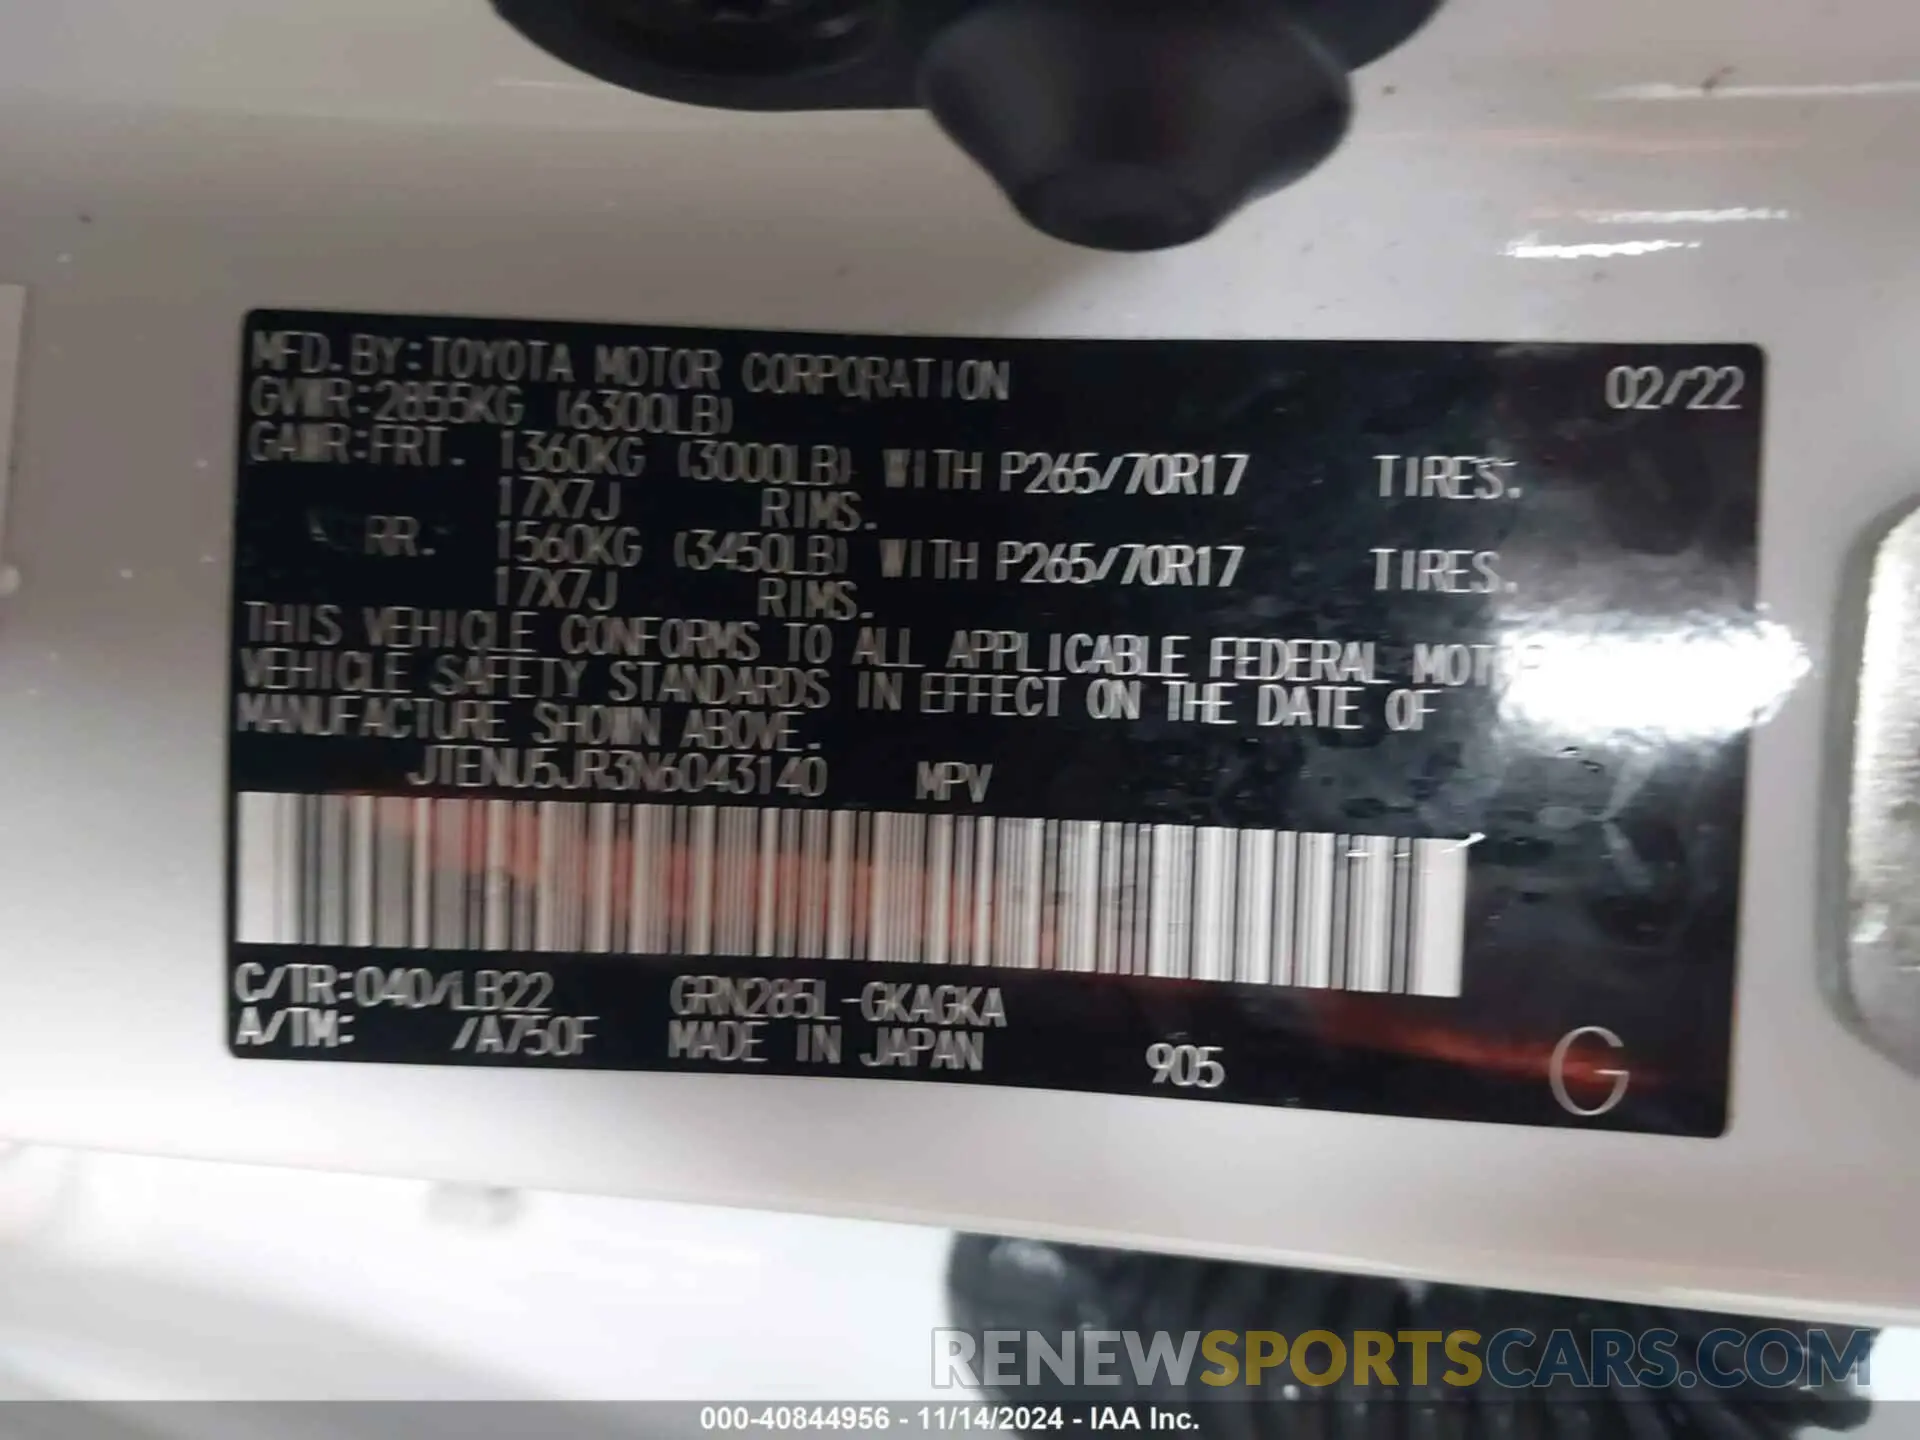 MFD. BY: TOYOTA MOTOR CORPORATION 02/22
GVWR: 2855KG (6300LB)
GAWR: FRT. 1360KG (3000LB) WITH P265/70R17 TIRES.
17X7J RIMS.
RR. 1560KG (3450LB) WITH P265/70R17 TIRES.
17X7J RIMS.
THIS VEHICLE CONFORMS TO ALL APPLICABLE FEDERAL
VEHICLE SAFETY STANDARDS IN EFFECT ON THE DATE OF
MANUFACTURE SHOWN ABOVE.
JTENU5JR3N6043140 MPV
C/TR: 040/LB22 GRN285L-GKAGKA
A/TM: /A750F MADE IN JAPAN 905 G
RENEWSPORTSCARS.COM
000-40844956 - 11/14/2024 - IAA Inc.